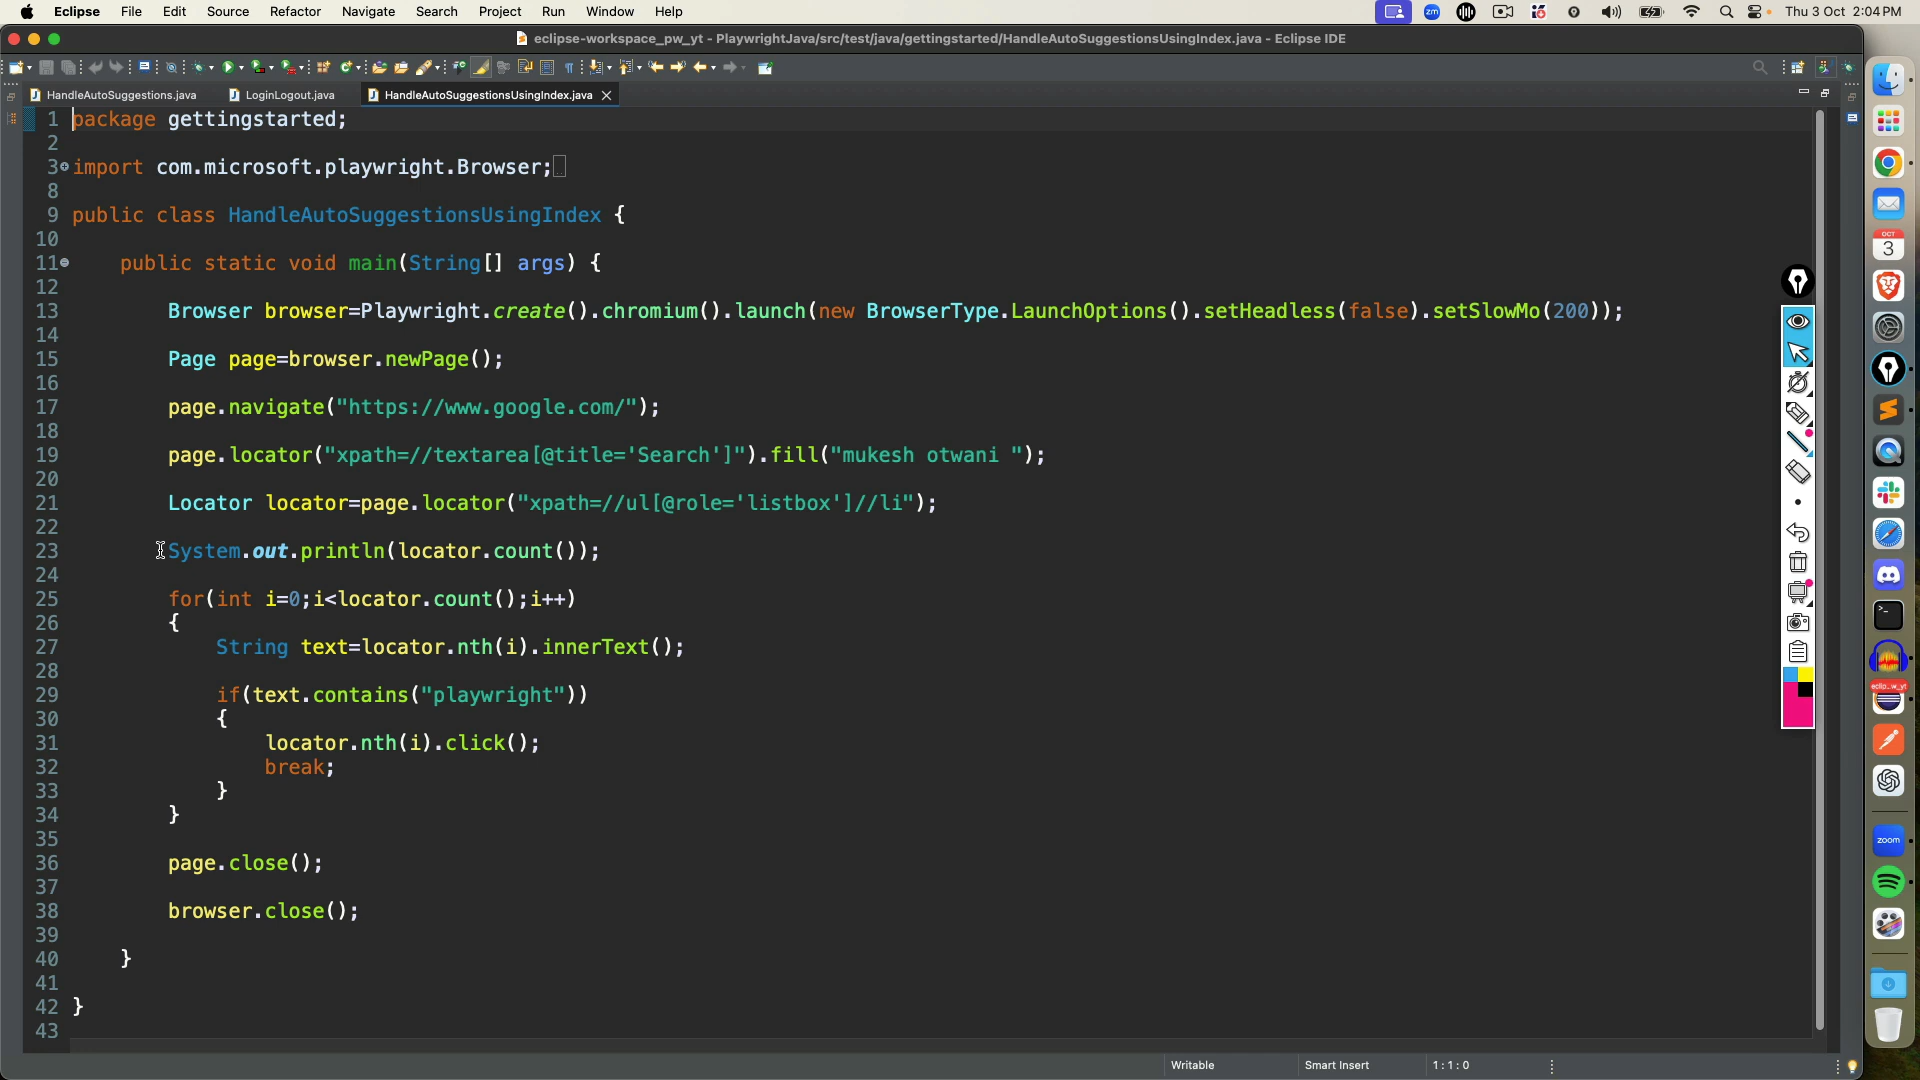 Eclipse File Edit Source Refactor Navigate Search Project Run Window Help Thu 3 Oct 2:04 PM
eclipse-workspace_pw_yt - PlaywrightJava/src/test/java/gettingstarted/HandleAutoSuggestionsUsingIndex.java - Eclipse IDE
HandleAutoSuggestions.java LoginLogout.java HandleAutoSuggestionsUsingIndex.java
1 package gettingstarted;
2
3 import com.microsoft.playwright.Browser;
8
9 public class HandleAutoSuggestionsUsingIndex {
10
11 public static void main(String[] args) {
12
13 Browser browser=Playwright.create().chromium().launch(new BrowserType.LaunchOptions().setHeadless(false).setSlowMo(200));
14
15 Page page=browser.newPage();
16
17 page.navigate("https://www.google.com/");
18
19 page.locator("xpath=//textarea[@title='Search']").fill("mukesh otwani ");
20
21 Locator locator=page.locator("xpath=//ul[@role='listbox']//li");
22
23 System.out.println(locator.count());
24
25 for(int i=0;i<locator.count();i++)
26 {
27 String text=locator.nth(i).innerText();
28
29 if(text.contains("playwright"))
30 {
31 locator.nth(i).click();
32 break;
33 }
34 }
35
36 page.close();
37
38 browser.close();
39
40 }
41
42 }
43
Writable Smart Insert 1:1:0
zm
OCT
3
eclip..w_yt
zoom